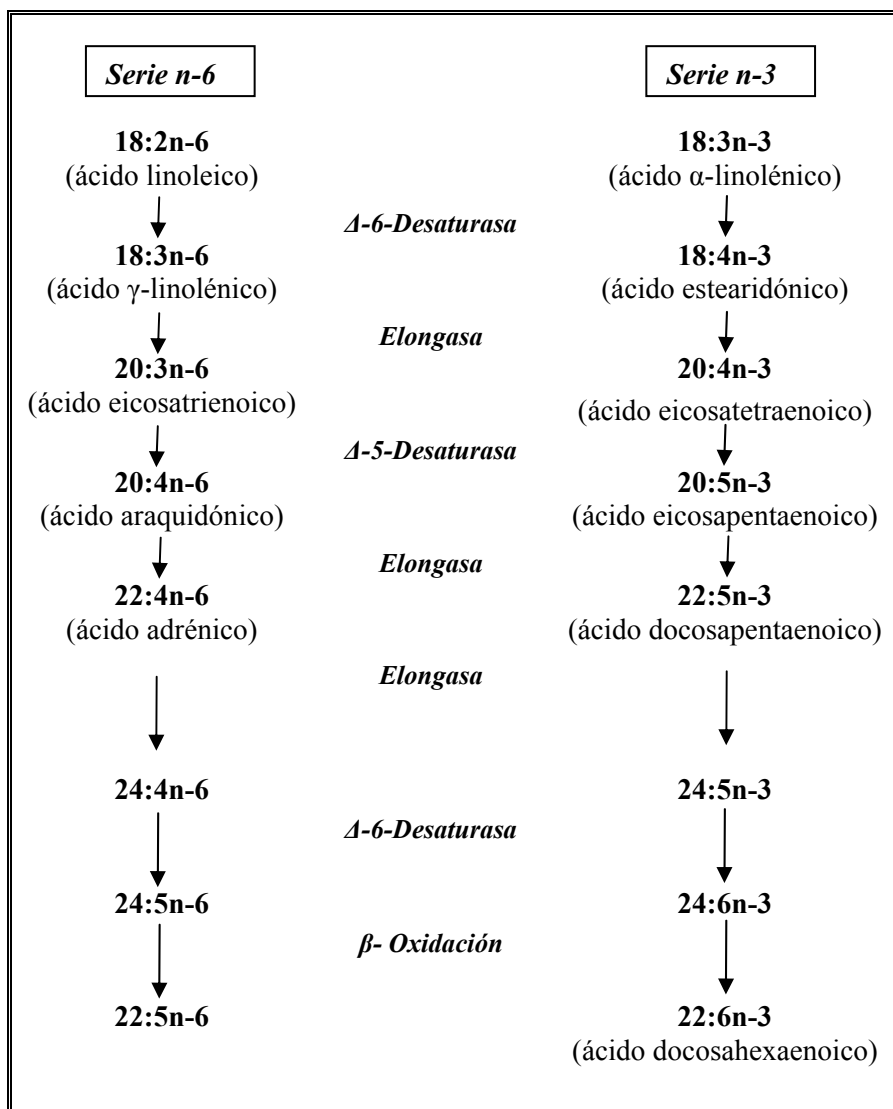 Serie n-6 Serie n-3
18:2n-6 18:3n-3
(ácido linoleico) (ácido α-linolénico)
Δ-6-Desaturasa
18:3n-6 18:4n-3
(ácido γ-linolénico) (ácido estearidónico)
Elongasa
20:3n-6 20:4n-3
(ácido eicosatrienoico) (ácido eicosatetraenoico)
Δ-5-Desaturasa
20:4n-6 20:5n-3
(ácido araquidónico) (ácido eicosapentaenoico)
Elongasa
22:4n-6 22:5n-3
(ácido adrénico) (ácido docosapentaenoico)
Elongasa
24:4n-6 24:5n-3
Δ-6-Desaturasa
24:5n-6 24:6n-3
β- Oxidación
22:5n-6 22:6n-3
(ácido docosahexaenoico)